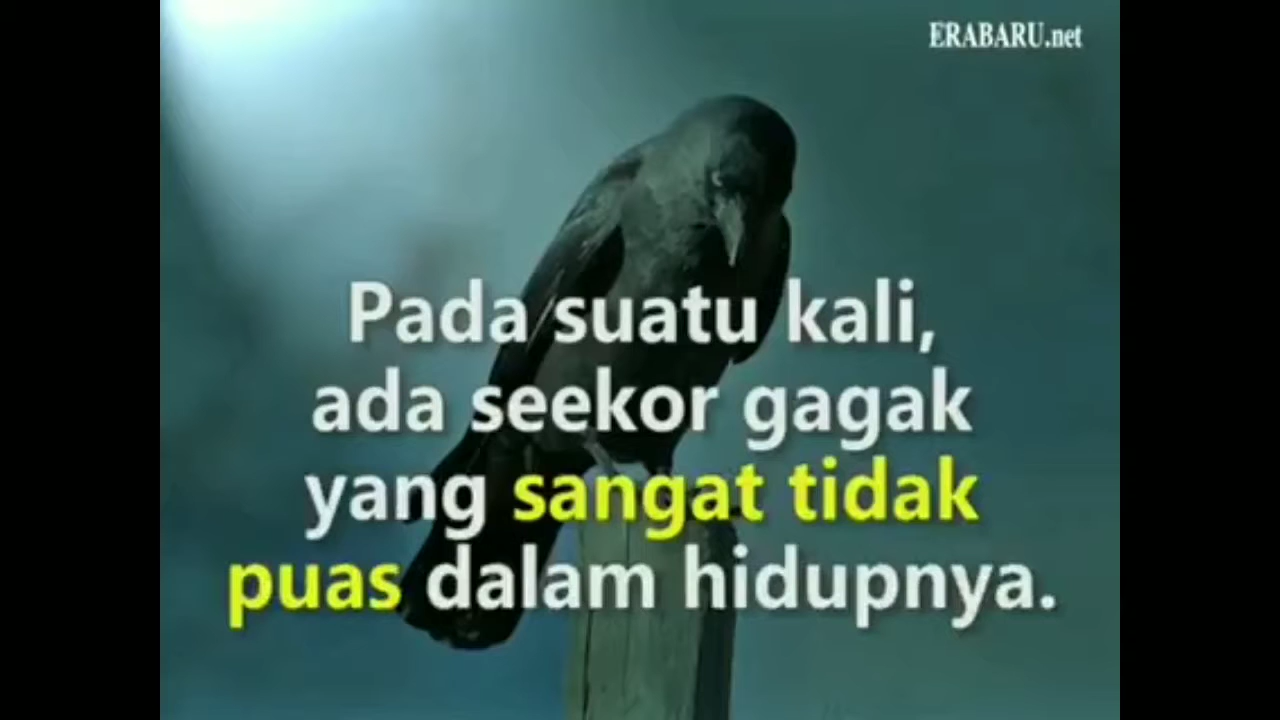 ERABARU.net
Pada suatu kali,
ada seekor gagak
yang sangat tidak
puas dalam hidupnya.